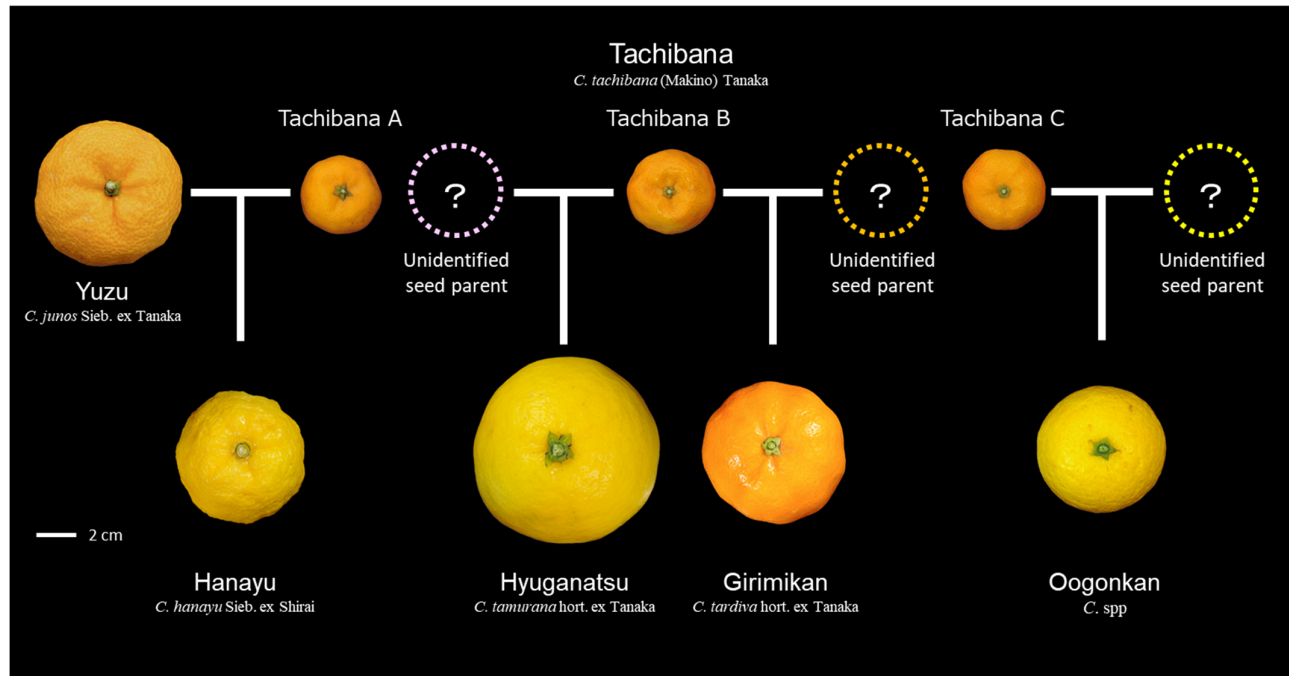 Tachibana
C. tachibana (Makino) Tanaka
Tachibana A
Tachibana B
Tachibana C
?
?
?
Unidentified
seed parent
Unidentified
seed parent
Unidentified
seed parent
Yuzu
C. junos Sieb. ex Tanaka
2 cm
Hanayu
C. hanayu Sieb. ex Shirai
Hyuganatsu
C. tamurana hort. ex Tanaka
Girimikan
C. tardiva hort. ex Tanaka
Oogonkan
C. spp